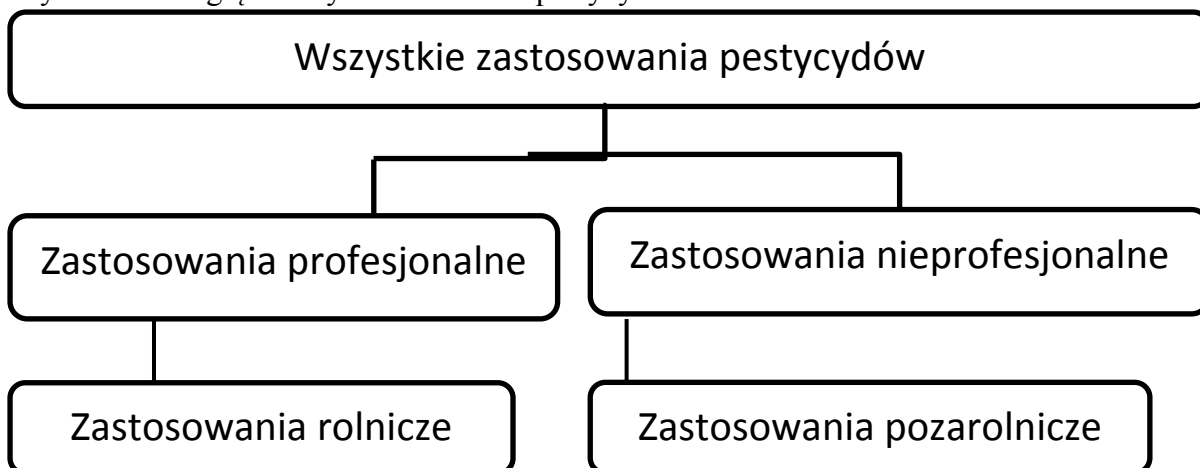 Wszystkie zastosowania pestycydów
Zastosowania profesjonalne
Zastosowania nieprofesjonalne
Zastosowania rolnicze
Zastosowania pozarolnicze